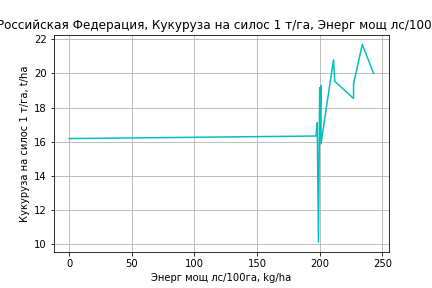 Российская Федерация, Кукуруза на силос 1 т/га, Энерг мощ лс/100
22
20
18
16
14
12
10
Кукуруза на силос 1 т/га, t/ha
0 50 100 150 200 250
Энерг мощ лс/100га, kg/ha